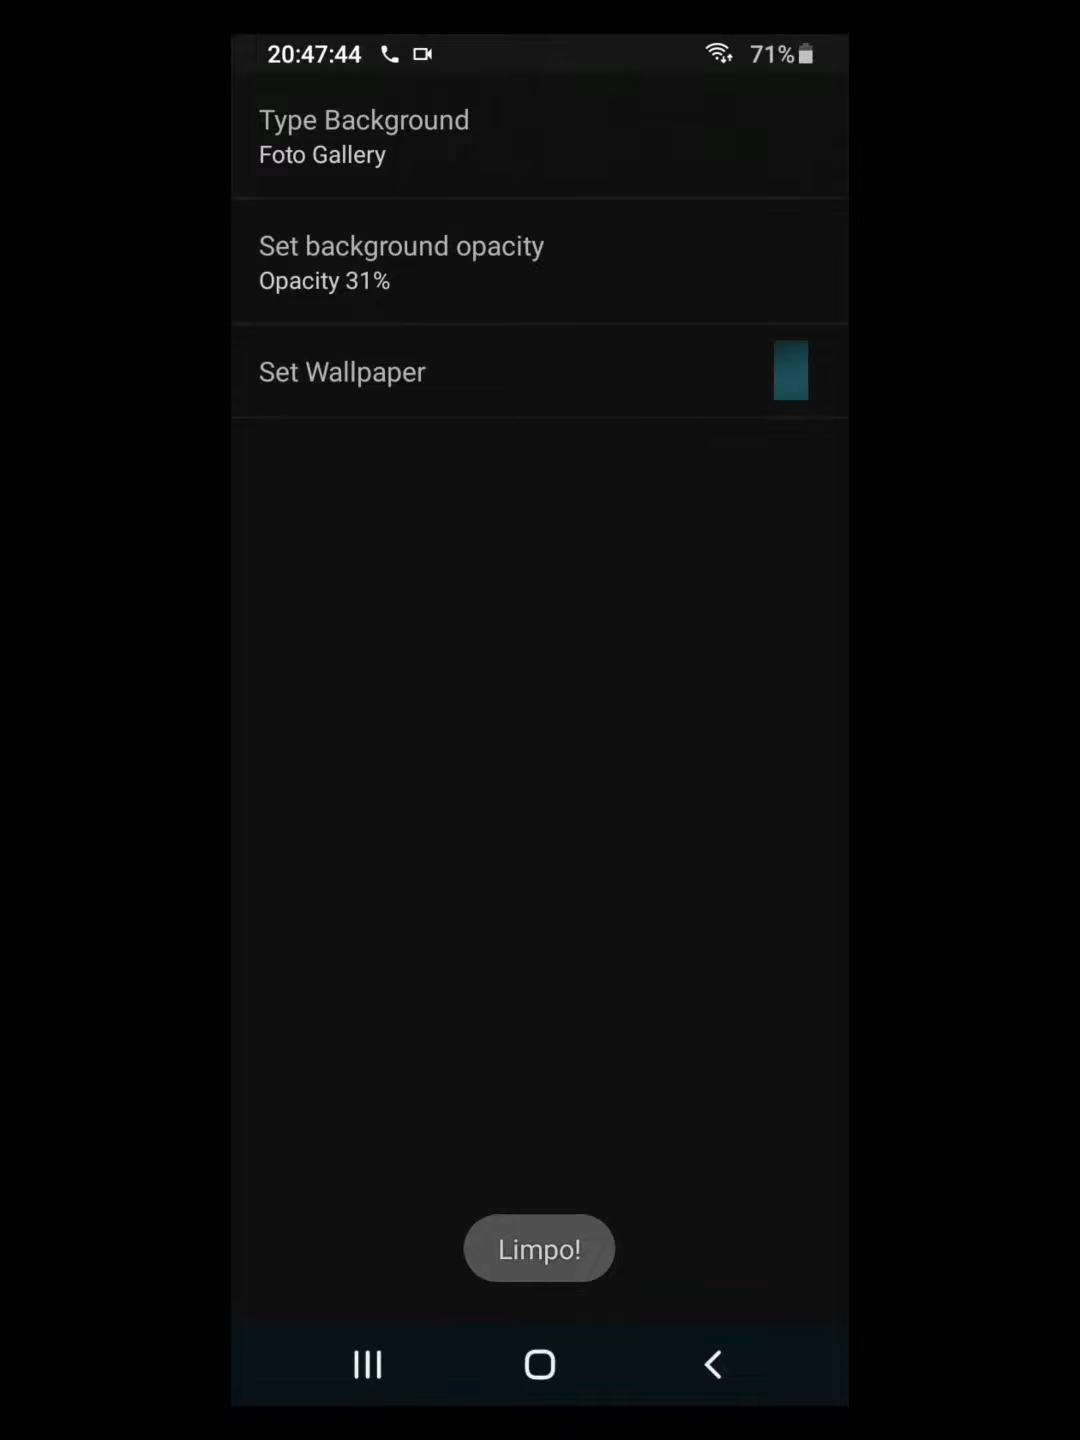 20:47:44 71%
Type Background
Foto Gallery
Set background opacity
Opacity 31%
Set Wallpaper
Limpo!